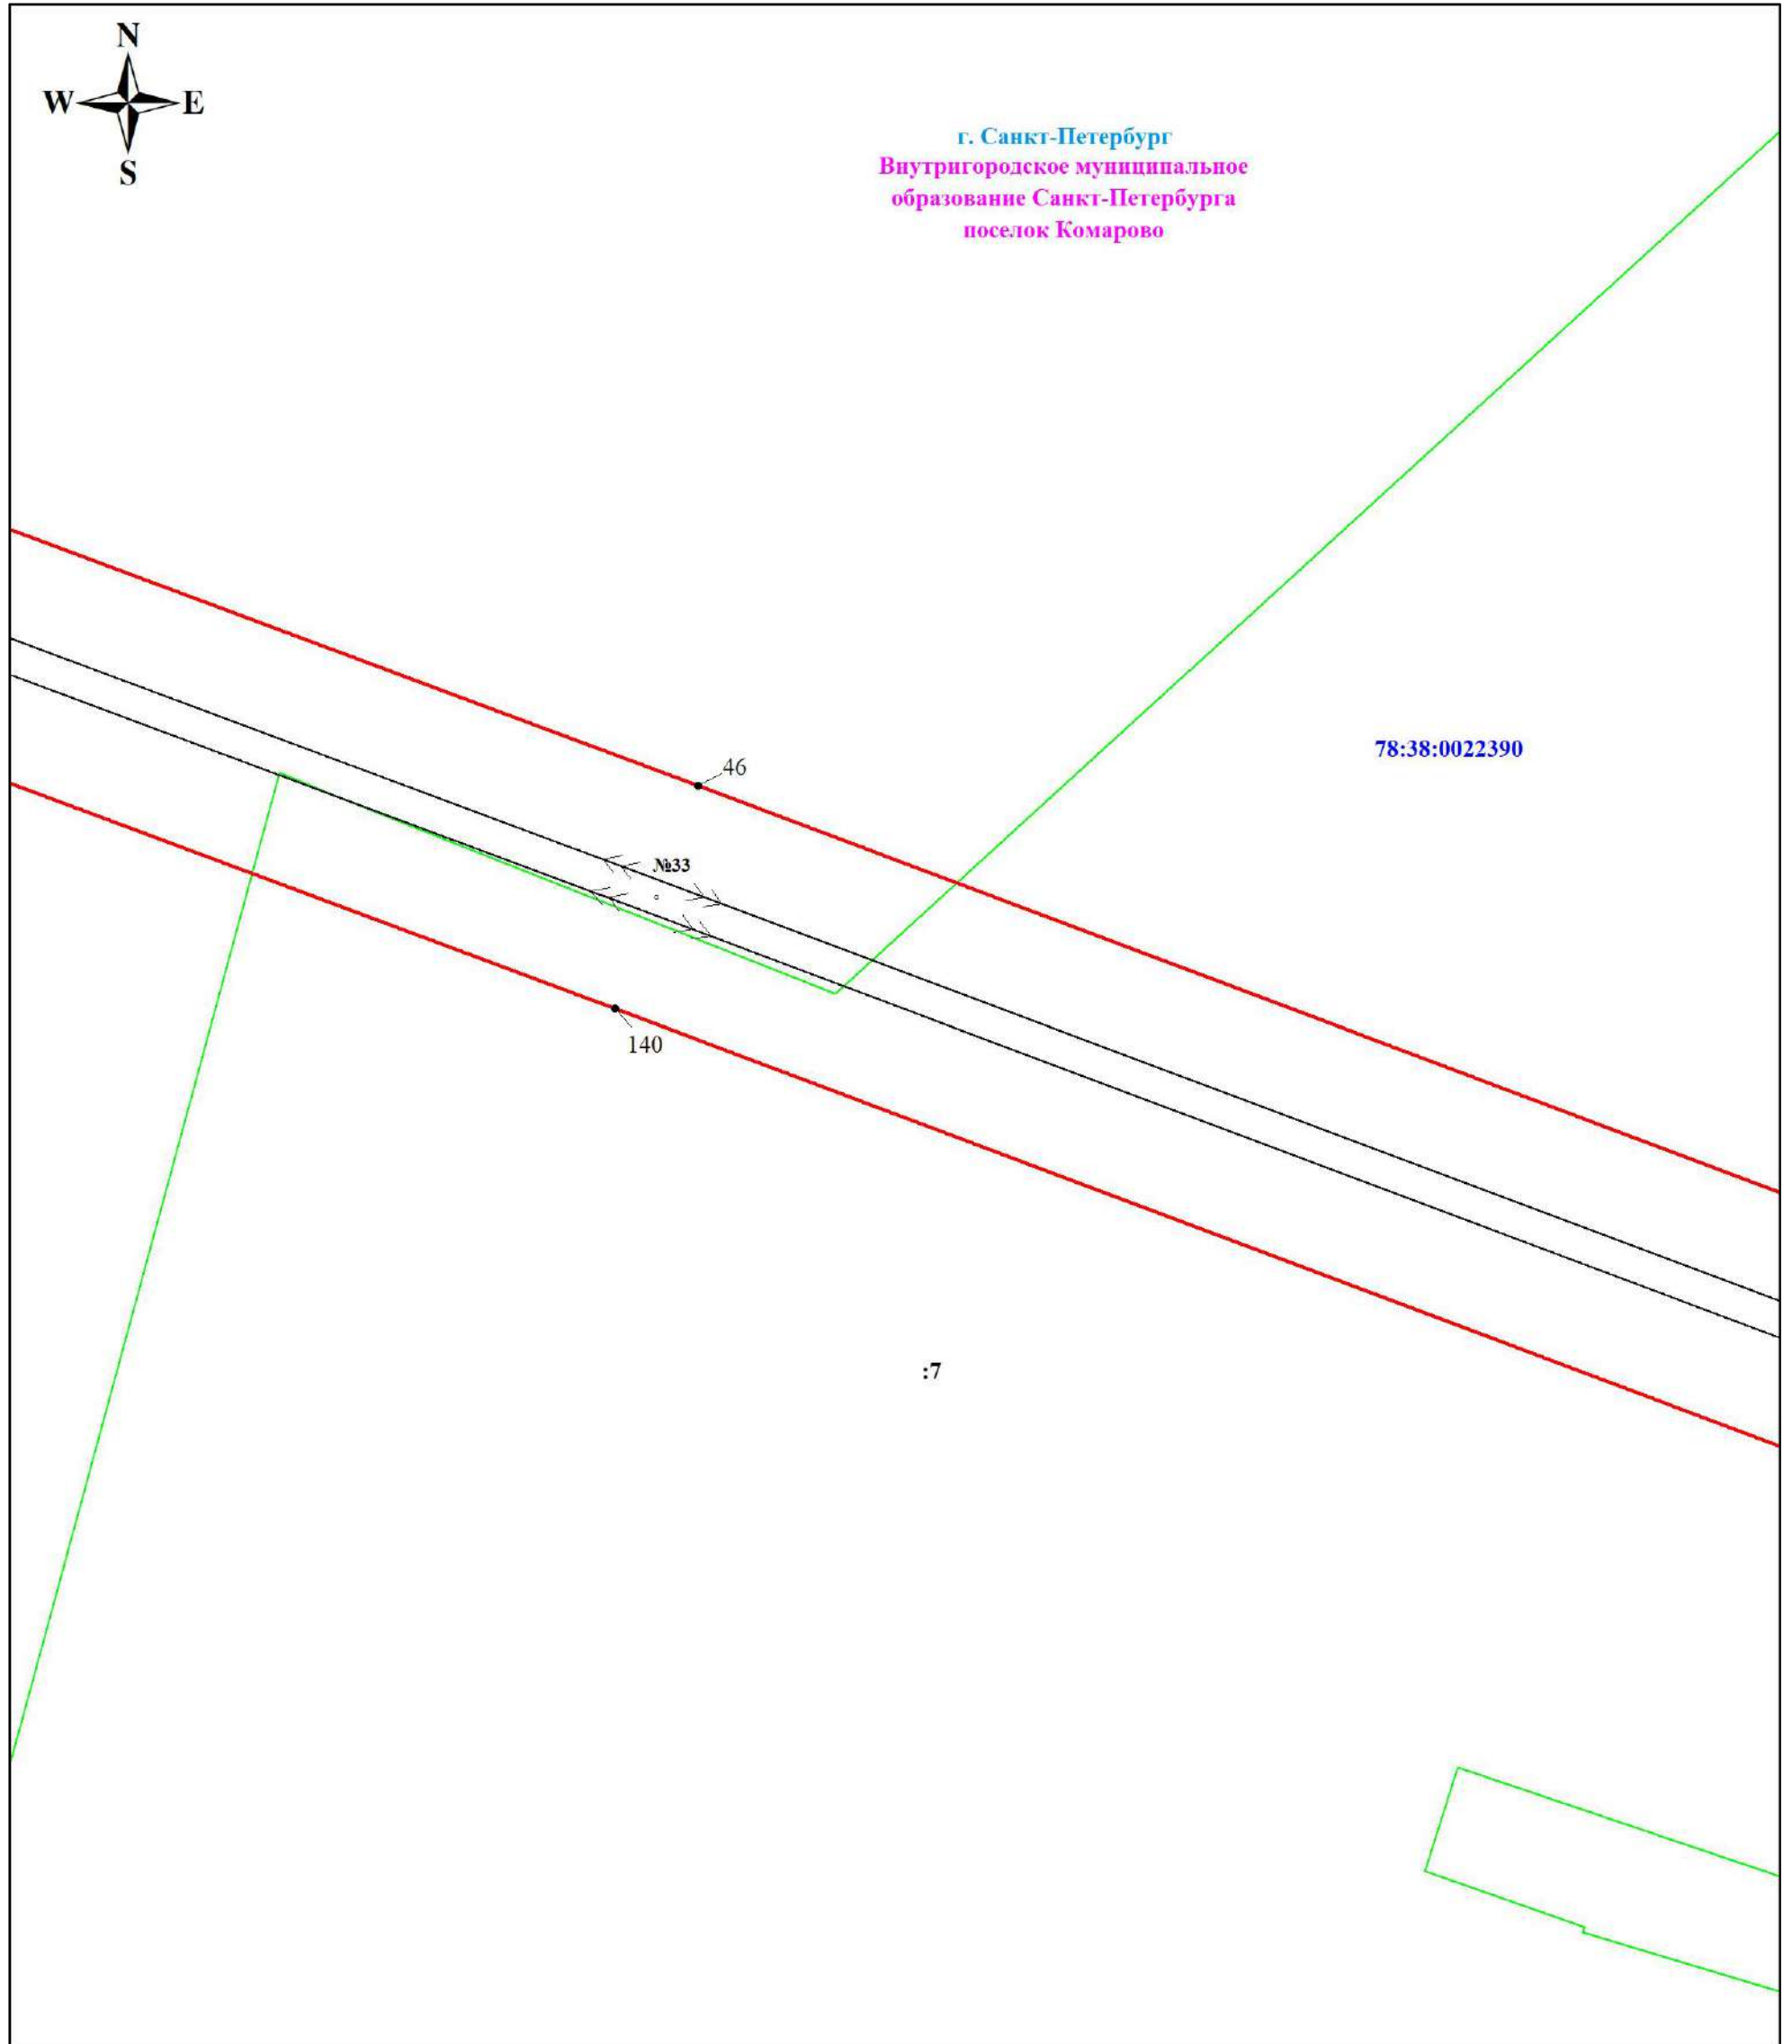 N
W E
S
г. Санкт-Петербург
Внутригородское муниципальное
образование Санкт-Петербурга
поселок Комарово
78:38:0022390
46
№33
140
:7